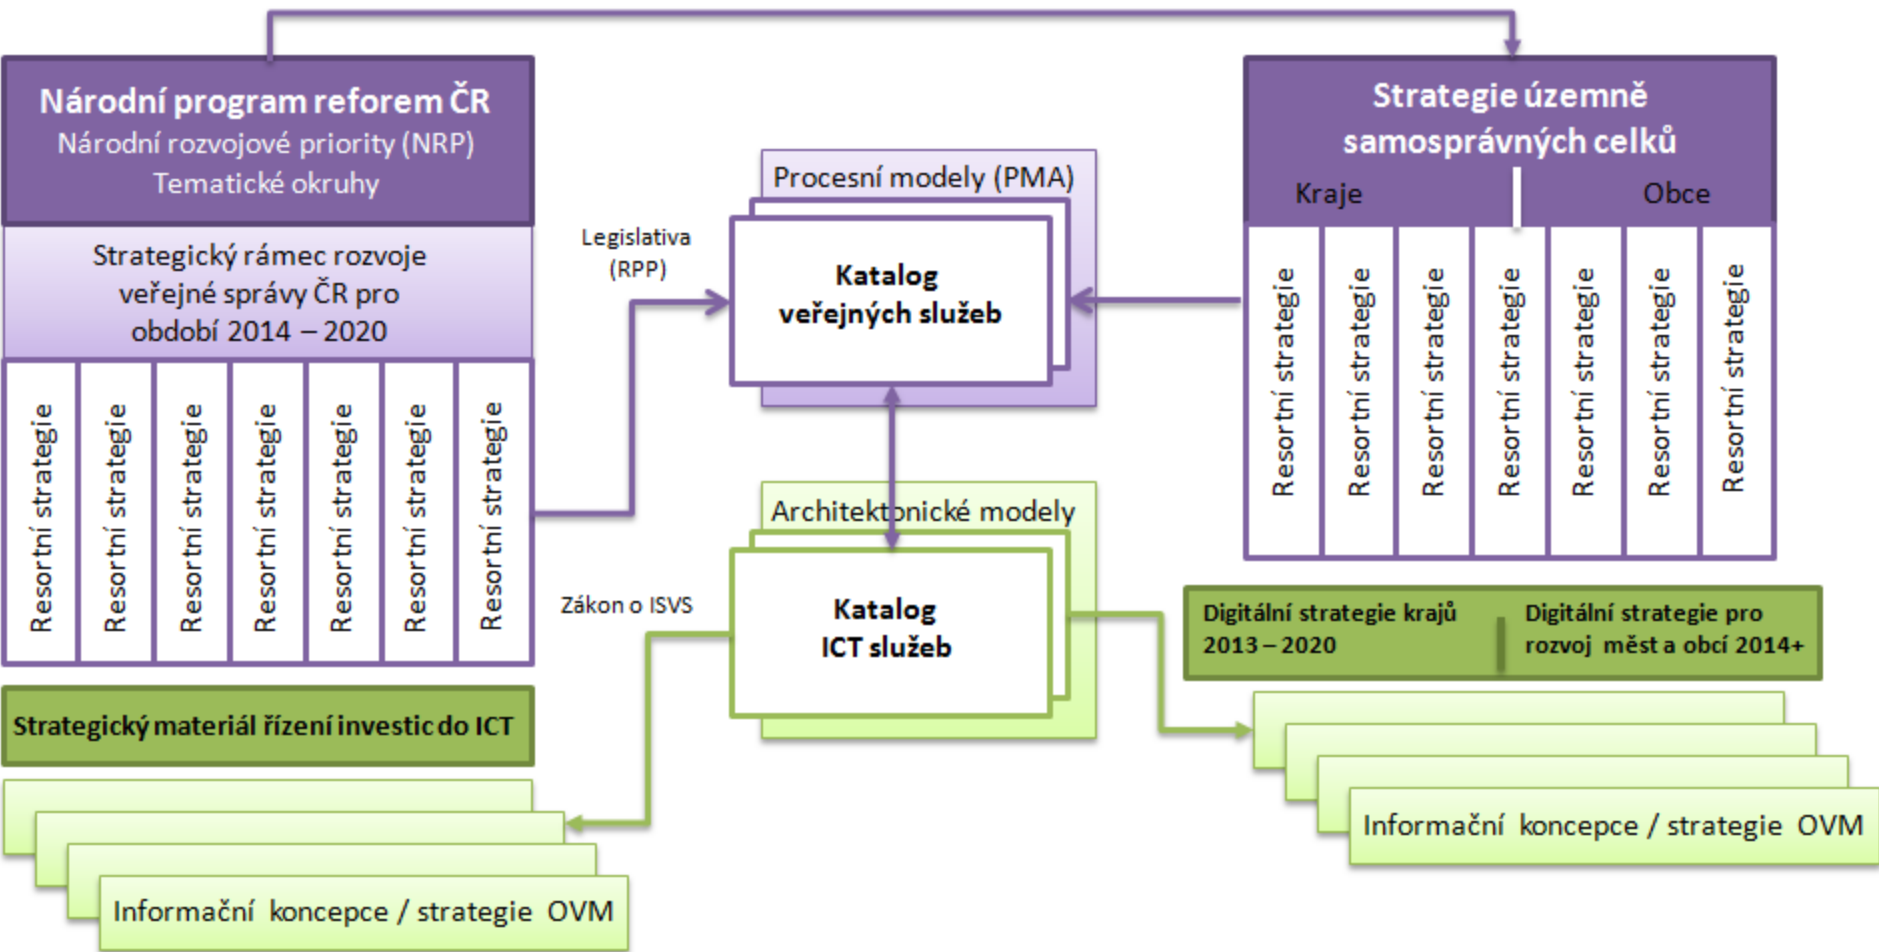 Národní program reforem ČR
Národní rozvojové priority (NRP)
Tematické okruhy
Strategický rámec rozvoje
veřejné správy ČR pro
období 2014 – 2020
Resortní strategie
Resortní strategie
Resortní strategie
Resortní strategie
Resortní strategie
Resortní strategie
Resortní strategie
Strategický materiál řízení investic do ICT
Informační koncepce / strategie OVM
Legislativa
(RPP)
Procesní modely (PMA)
Katalog
veřejných služeb
Architektonické modely
Zákon o ISVS
Katalog
ICT služeb
Strategie územně
samosprávných celků
Kraje
Obce
Resortní strategie
Resortní strategie
Resortní strategie
Resortní strategie
Resortní strategie
Resortní strategie
Resortní strategie
Digitální strategie krajů
2013 – 2020
Digitální strategie pro
rozvoj měst a obcí 2014+
Informační koncepce / strategie OVM